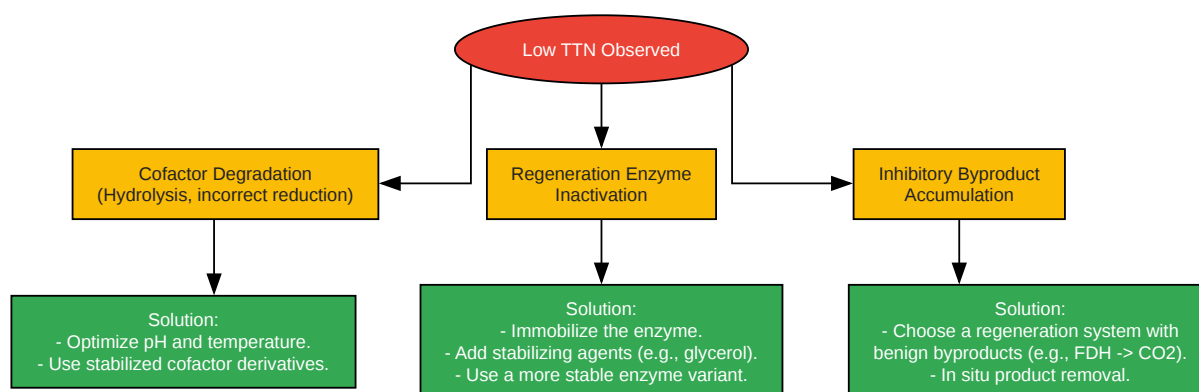 Low TTN Observed
Cofactor Degradation
(Hydrolysis, incorrect reduction)
Regeneration Enzyme
Inactivation
Inhibitory Byproduct
Accumulation
Solution:
- Optimize pH and temperature.
- Use stabilized cofactor derivatives.
Solution:
- Immobilize the enzyme.
- Add stabilizing agents (e.g., glycerol).
- Use a more stable enzyme variant.
Solution:
- Choose a regeneration system with
benign byproducts (e.g., FDH -> CO2).
- In situ product removal.